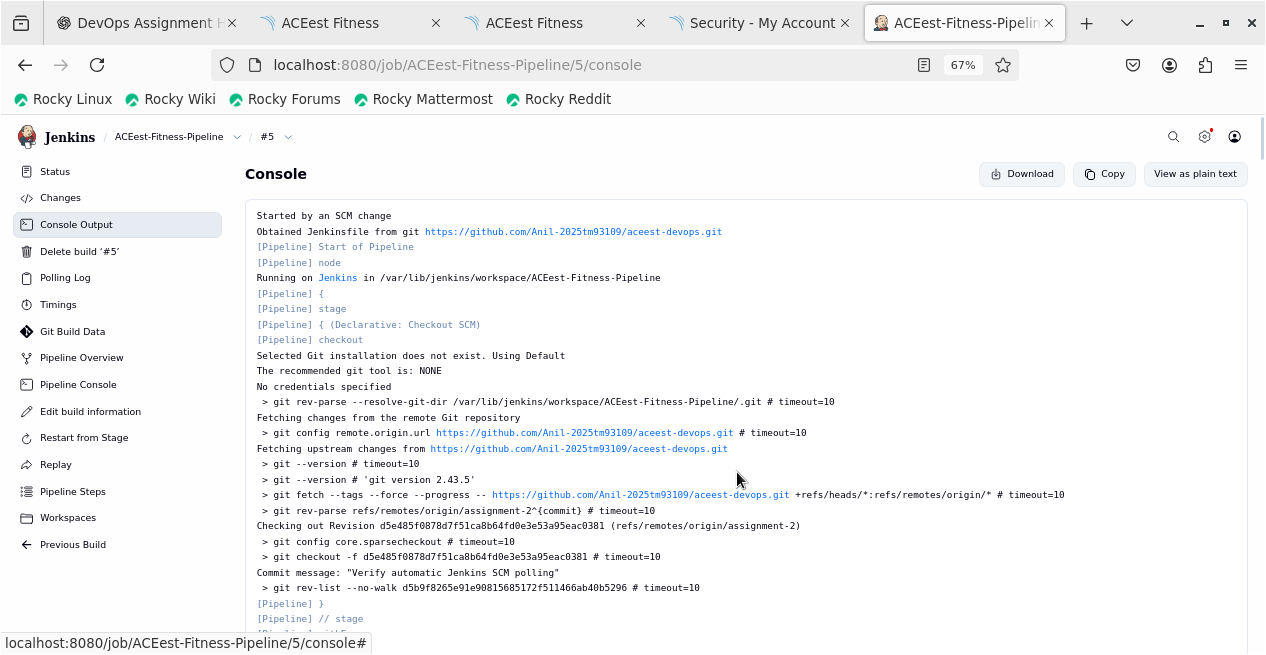 DevOps Assignment H
ACEest Fitness
ACEest Fitness
Security - My Account
ACEest-Fitness-Pipelin
localhost:8080/job/ACEest-Fitness-Pipeline/5/console
67%
Rocky Linux
Rocky Wiki
Rocky Forums
Rocky Mattermost
Rocky Reddit
Jenkins / ACEest-Fitness-Pipeline / #5
Status
Changes
Console Output
Delete build ‘#5’
Polling Log
Timings
Git Build Data
Pipeline Overview
Pipeline Console
Edit build information
Restart from Stage
Replay
Pipeline Steps
Workspaces
Previous Build
Console
Download
Copy
View as plain text
Started by an SCM change
Obtained Jenkinsfile from git https://github.com/Anil-2025tm93109/aceest-devops.git
[Pipeline] Start of Pipeline
[Pipeline] node
Running on Jenkins in /var/lib/jenkins/workspace/ACEest-Fitness-Pipeline
[Pipeline] {
[Pipeline] stage
[Pipeline] { (Declarative: Checkout SCM)
[Pipeline] checkout
Selected Git installation does not exist. Using Default
The recommended git tool is: NONE
No credentials specified
 > git rev-parse --resolve-git-dir /var/lib/jenkins/workspace/ACEest-Fitness-Pipeline/.git # timeout=10
Fetching changes from the remote Git repository
 > git config remote.origin.url https://github.com/Anil-2025tm93109/aceest-devops.git # timeout=10
Fetching upstream changes from https://github.com/Anil-2025tm93109/aceest-devops.git
 > git --version # timeout=10
 > git --version # 'git version 2.43.5'
 > git fetch --tags --force --progress -- https://github.com/Anil-2025tm93109/aceest-devops.git +refs/heads/*:refs/remotes/origin/* # timeout=10
 > git rev-parse refs/remotes/origin/assignment-2^{commit} # timeout=10
Checking out Revision d5e485f0878d7f51ca8b64fd0e3e53a95eac0381 (refs/remotes/origin/assignment-2)
 > git config core.sparsecheckout # timeout=10
 > git checkout -f d5e485f0878d7f51ca8b64fd0e3e53a95eac0381 # timeout=10
Commit message: "Verify automatic Jenkins SCM polling"
 > git rev-list --no-walk d5b9f8265e91e90815685172f511466ab40b5296 # timeout=10
[Pipeline] }
[Pipeline] // stage
localhost:8080/job/ACEest-Fitness-Pipeline/5/console#